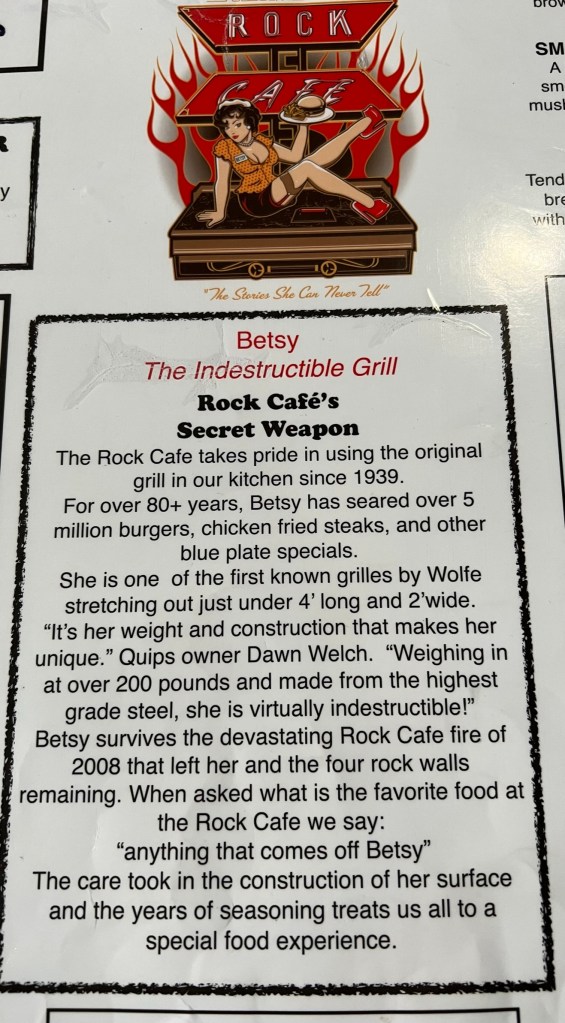 ROCK
CAFE
"The Stories She Can Never Tell"
Betsy
The Indestructible Grill
Rock Café's
Secret Weapon
The Rock Cafe takes pride in using the original
grill in our kitchen since 1939.
For over 80+ years, Betsy has seared over 5
million burgers, chicken fried steaks, and other
blue plate specials.
She is one of the first known grilles by Wolfe
stretching out just under 4' long and 2'wide.
“It's her weight and construction that makes her
unique.” Quips owner Dawn Welch. “Weighing in
at over 200 pounds and made from the highest
grade steel, she is virtually indestructible!”
Betsy survives the devastating Rock Cafe fire of
2008 that left her and the four rock walls
remaining. When asked what is the favorite food at
the Rock Cafe we say:
“anything that comes off Betsy”
The care took in the construction of her surface
and the years of seasoning treats us all to a
special food experience.
SM
A
sm
Tend
bre
with
y